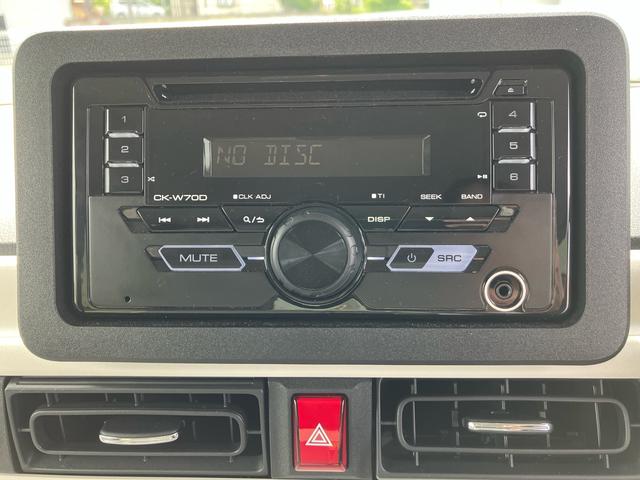 1
2
3
4
5
6
NO DISC
CK-W70D
CLK ADJ
TI
SEEK
BAND
DISP
MUTE
SRC